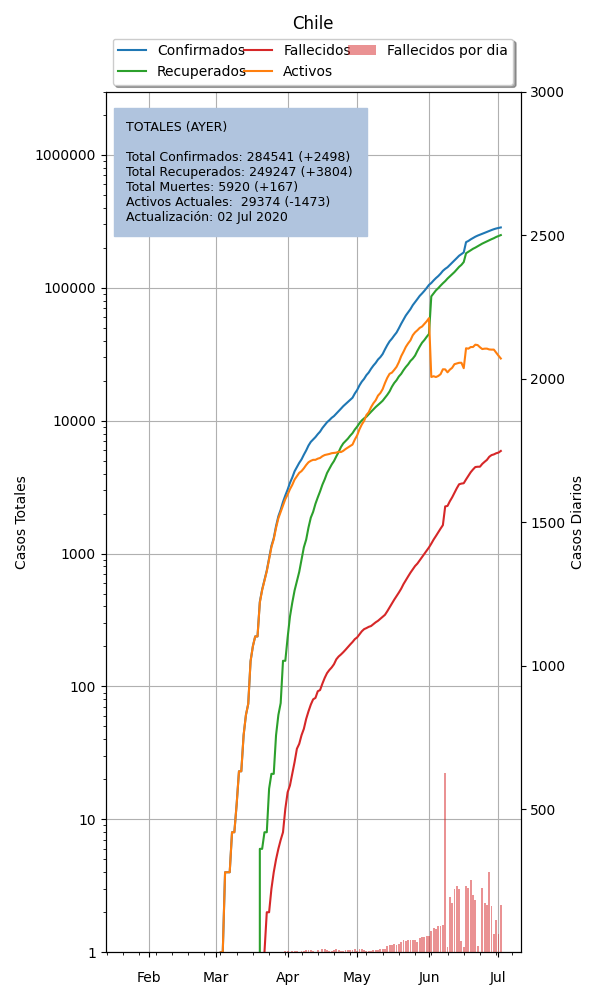 Chile
Confirmados Fallecidos Fallecidos por dia
Recuperados Activos
TOTALES (AYER)
Total Confirmados: 284541 (+2498)
Total Recuperados: 249247 (+3804)
Total Muertes: 5920 (+167)
Activos Actuales:  29374 (-1473)
Actualización: 02 Jul 2020
Casos Totales
1000000
100000
10000
1000
100
10
1
3000
2500
2000
1500
1000
500
Casos Diarios
Feb Mar Apr May Jun Jul